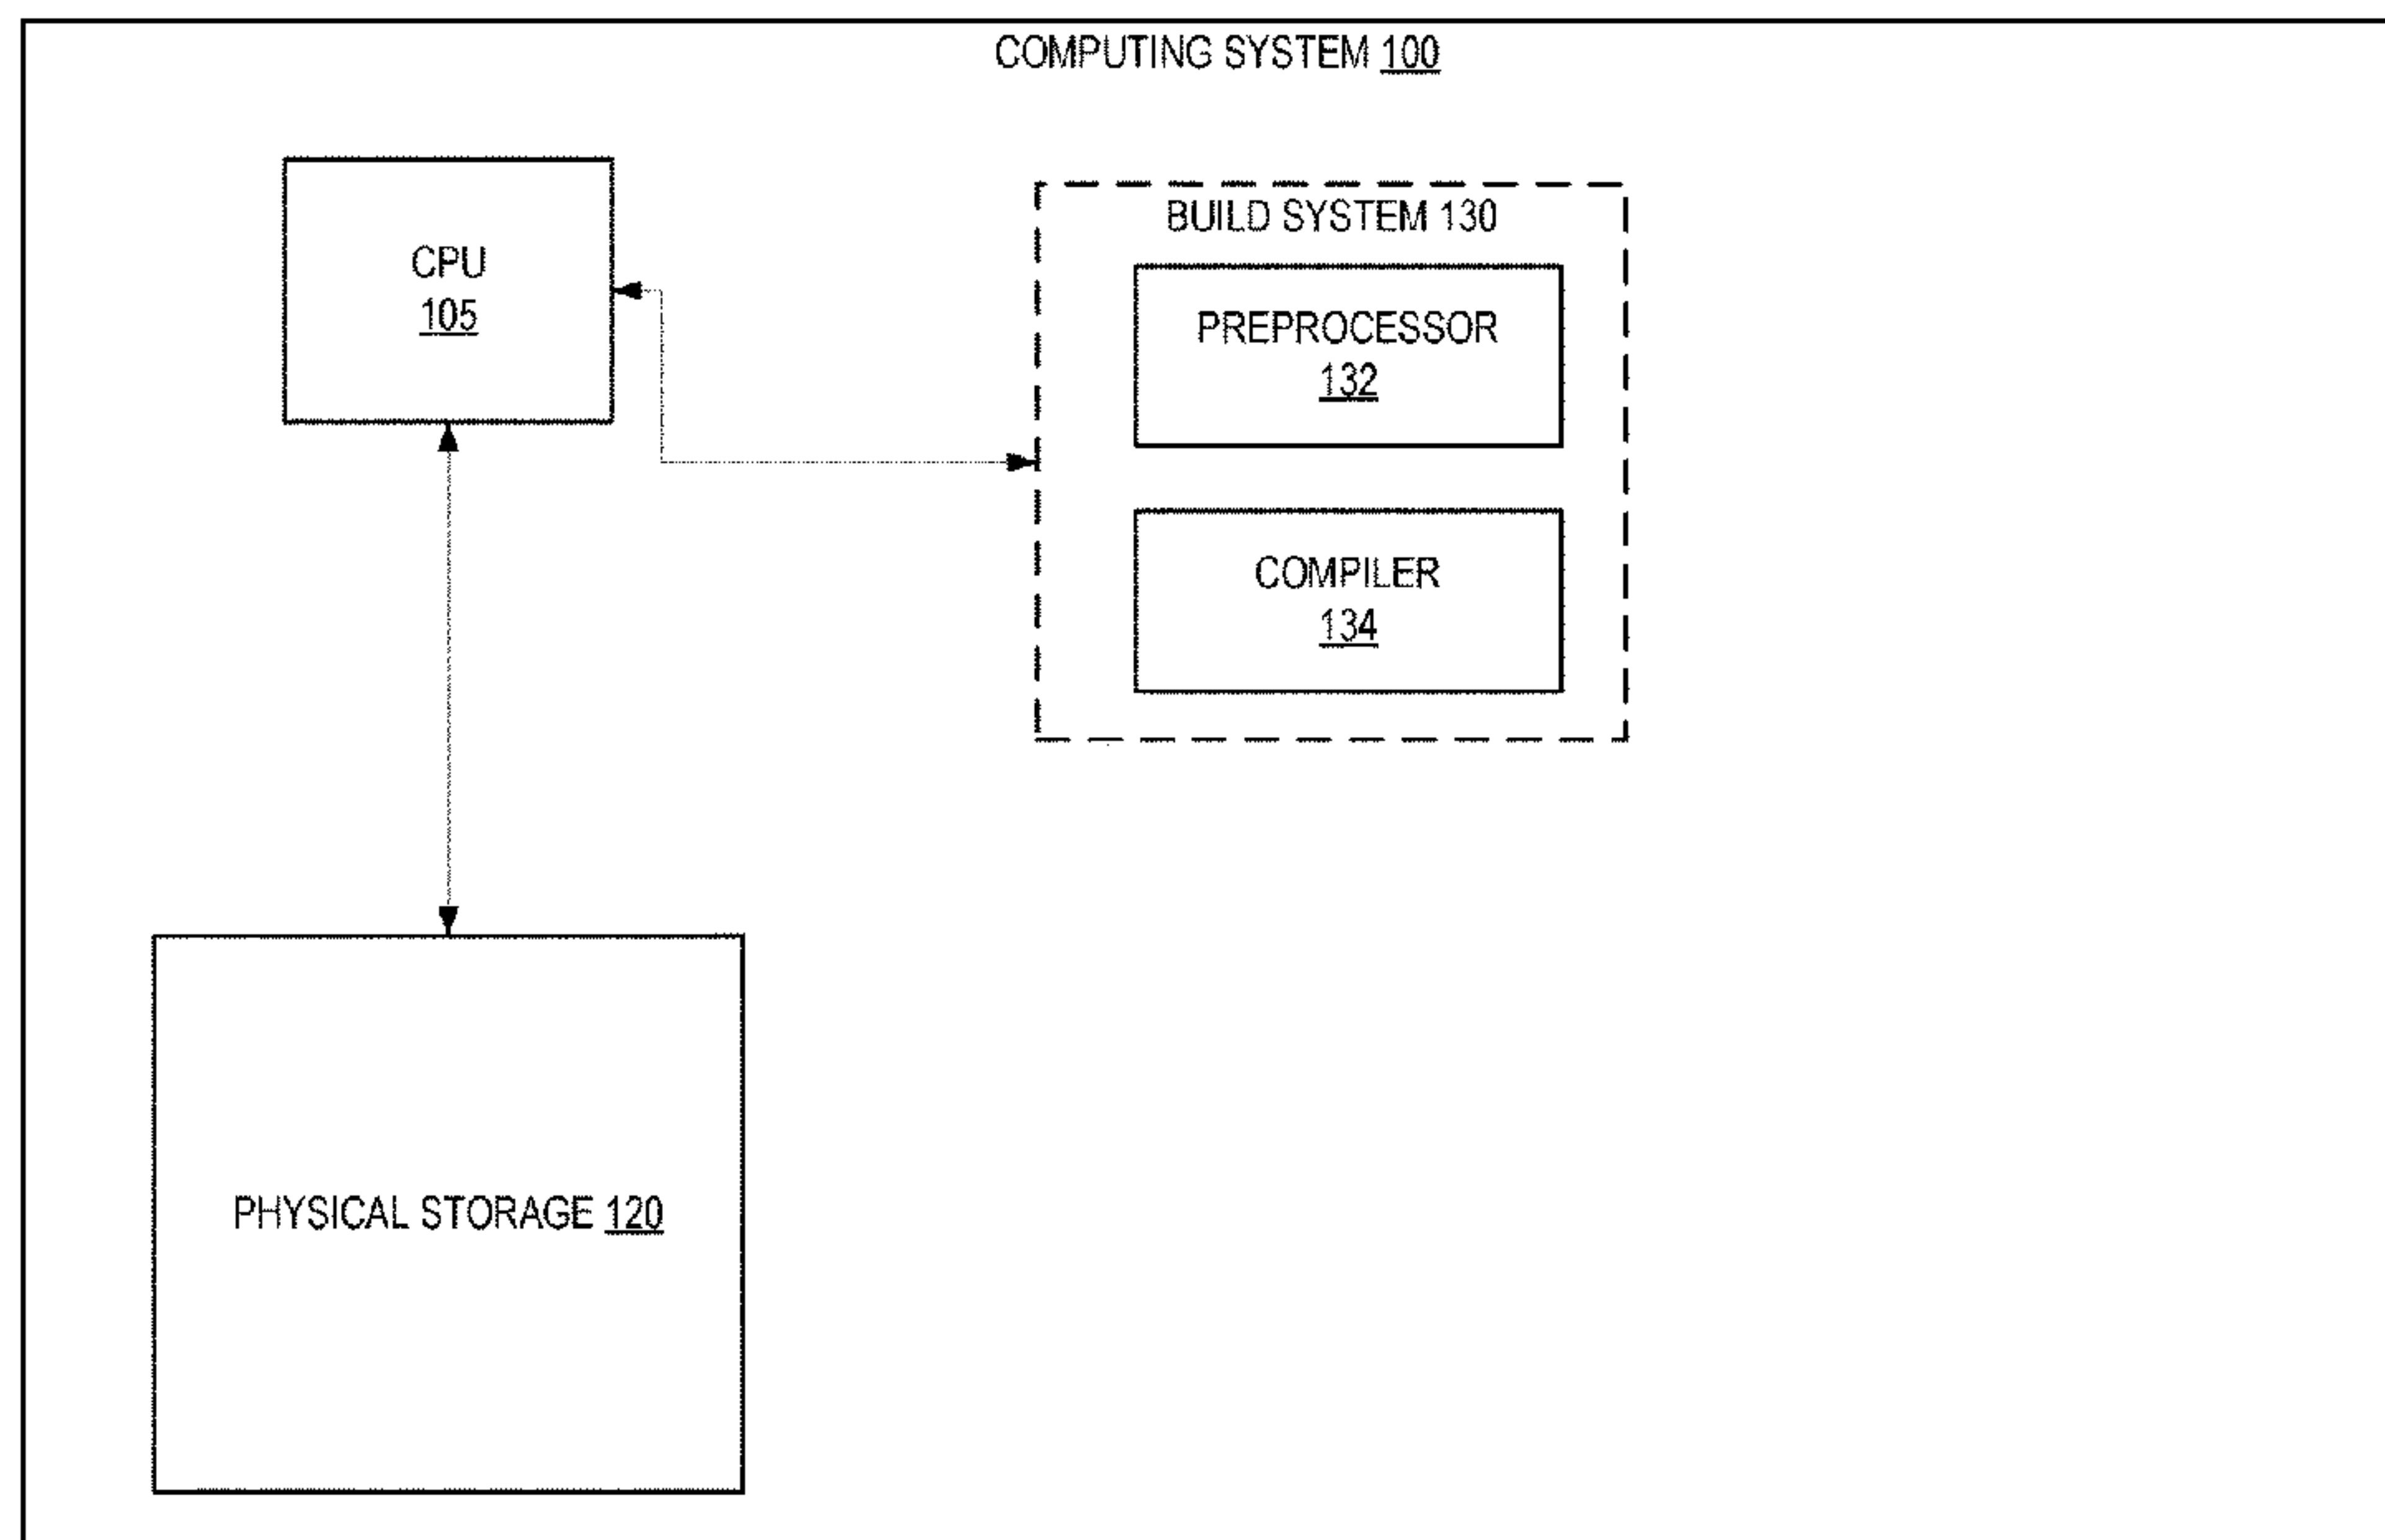 COMPUTING SYSTEM 100
CPU
105
BUILD SYSTEM 130
PREPROCESSOR
132
COMPILER
134
PHYSICAL STORAGE 120